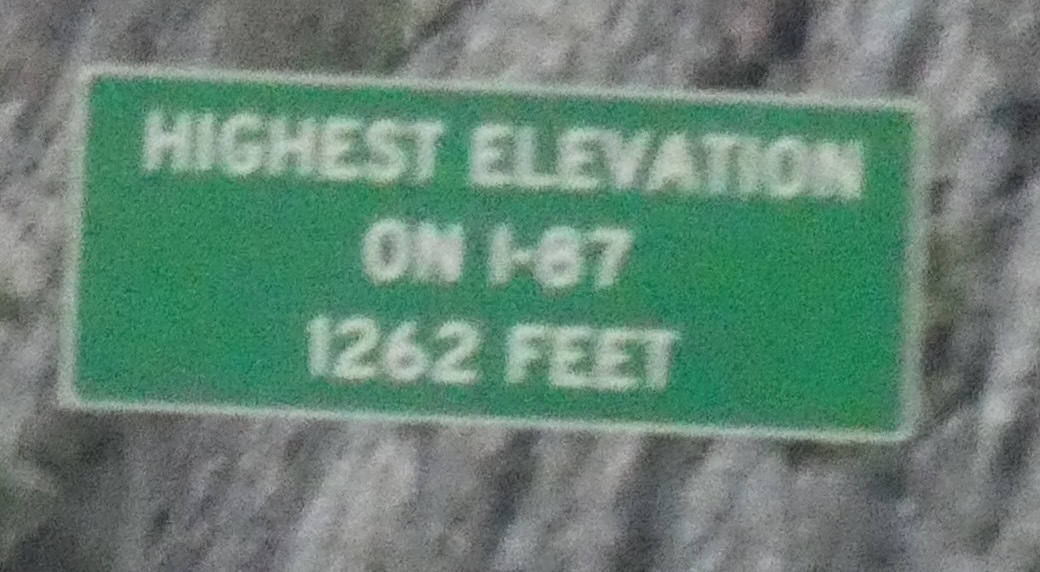 HIGHEST ELEVATION
ON I-87
1262 FEET